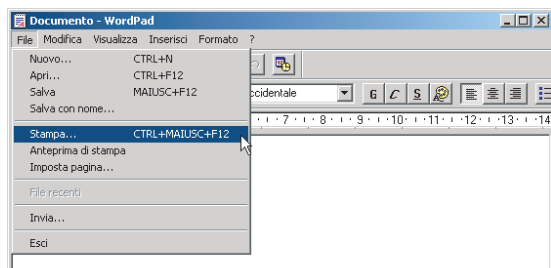 Documento - WordPad
File Modifica Visualizza Inserisci Formato ?
Nuovo... CTRL+N
Apri... CTRL+F12
Salva MAIUSC+F12
Salva con nome...
ccidentale G C S
Stampa... CTRL+MAIUSC+F12
7 8 9 10 11 12 13 14
Anteprima di stampa
Imposta pagina...
File recenti
Invia...
Esci